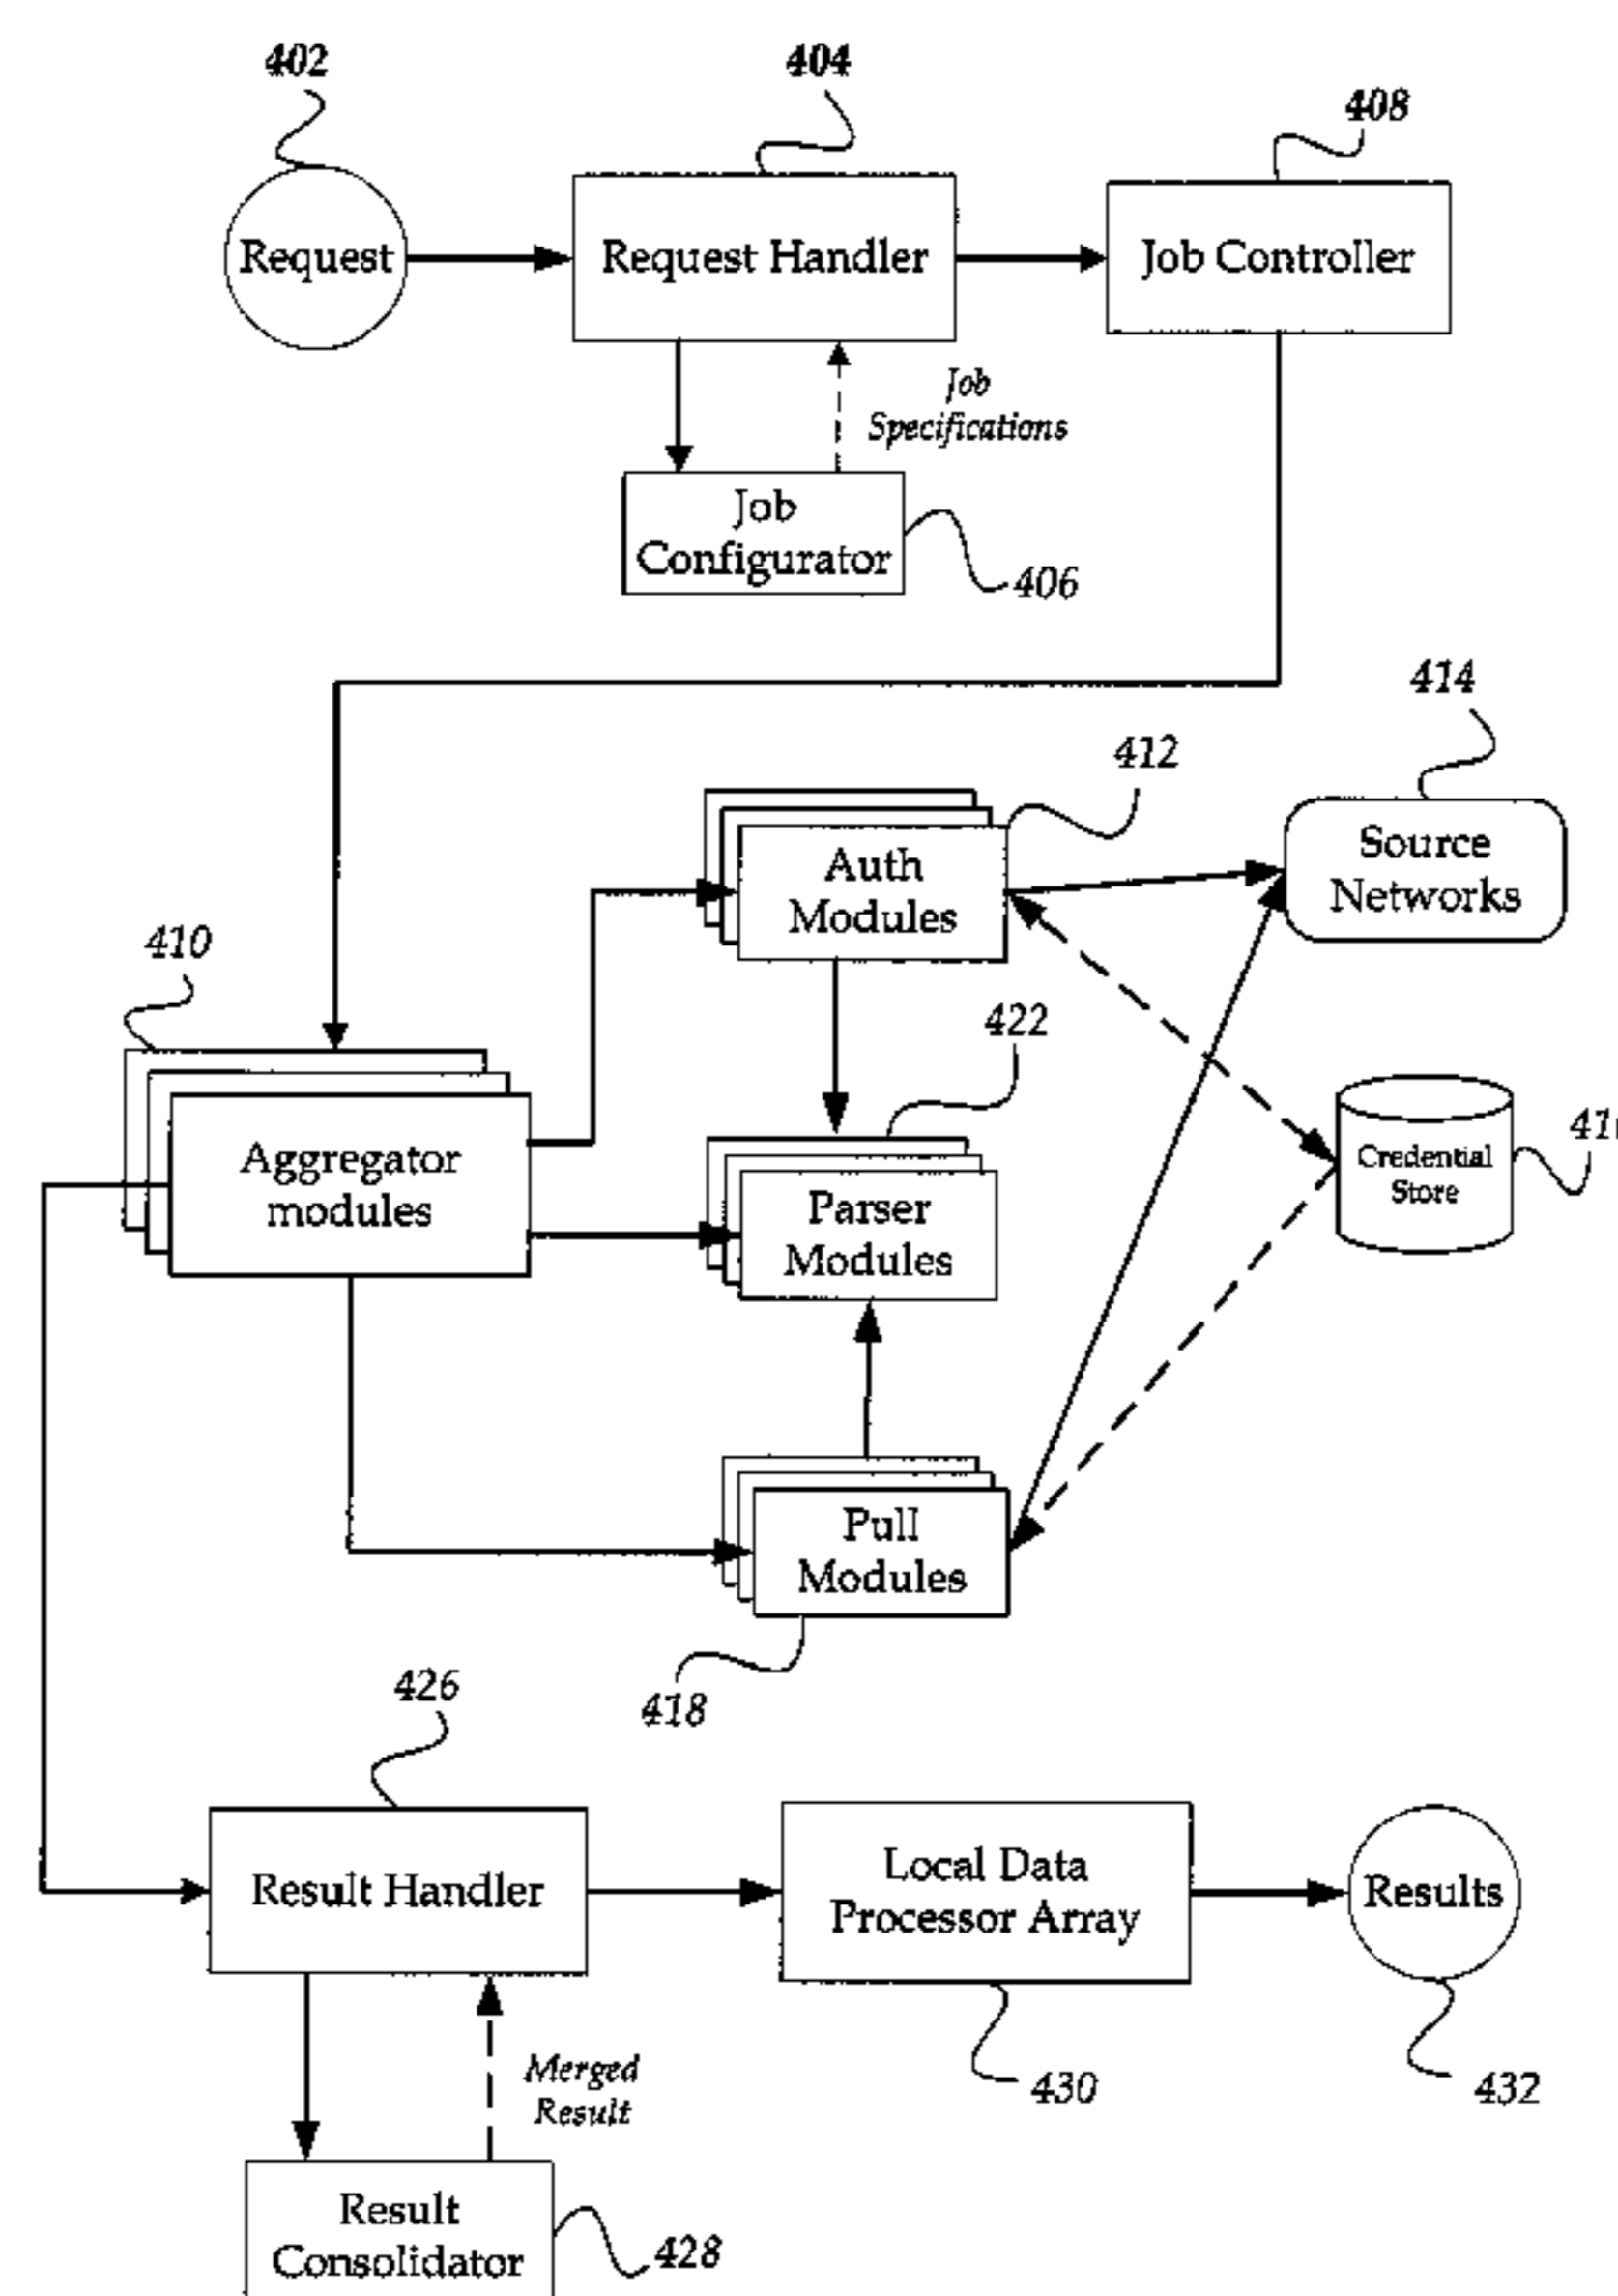 402
404
408
Request
Request Handler
Job Controller
Job
Specifications
Job
Configurator
406
414
412
Source
Networks
Auth
Modules
410
422
Credential
Store
Aggregator
modules
Parser
Modules
Pull
Modules
418
426
Result Handler
Local Data
Processor Array
Results
430
432
Merged
Result
Result
Consolidator
428